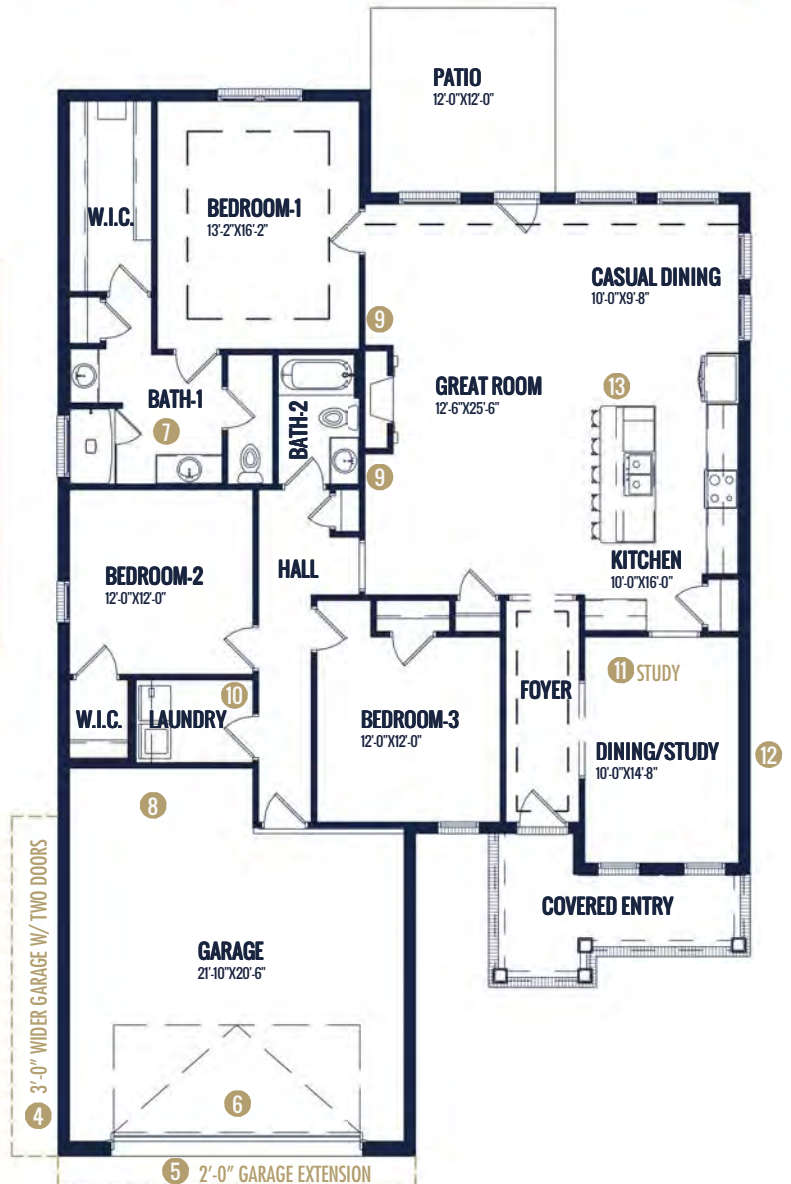 PATIO
12'-0"X12'-0"
W.I.C.
BEDROOM-1
13'-2"X16'-2"
CASUAL DINING
10'-0"X9'-8"
9
GREAT ROOM
12'-6"X25'-6"
13
BATH-1
7
BATH-2
9
HALL
KITCHEN
10'-0"X16'-0"
BEDROOM-2
12'-0"X12'-0"
11 STUDY
10
FOYER
W.I.C.
LAUNDRY
BEDROOM-3
12'-0"X12'-0"
DINING/STUDY
10'-0"X14'-8"
12
8
COVERED ENTRY
GARAGE
21'-10"X20'-6"
4 3'-0" WIDER GARAGE W/ TWO DOORS
6
5 2'-0" GARAGE EXTENSION